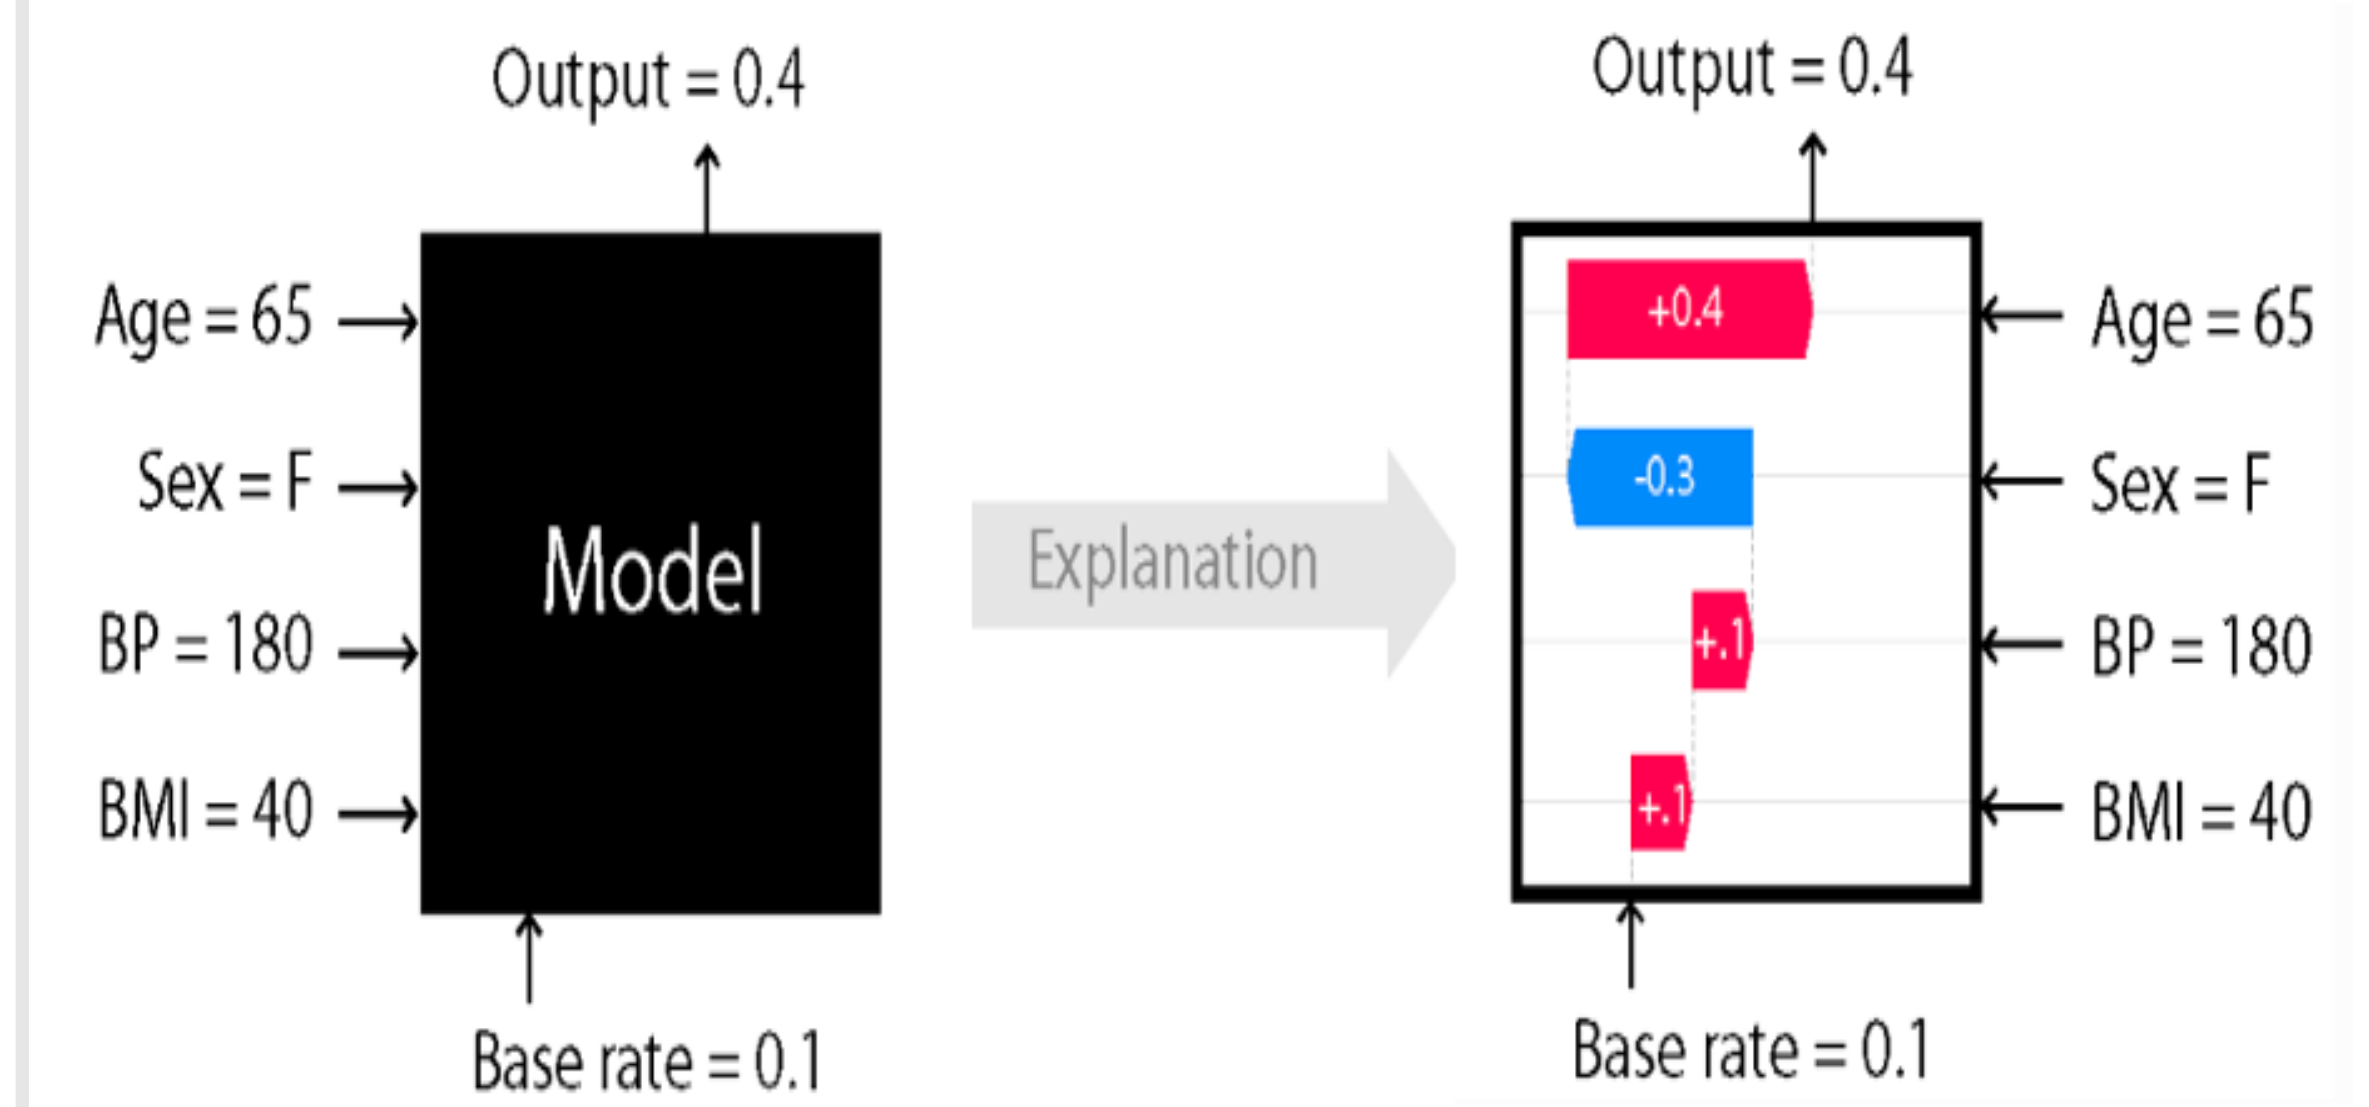 Output = 0.4
Age = 65
Sex = F
BP = 180
BMI = 40
Model
Base rate = 0.1
Explanation
Output = 0.4
+0.4
Age = 65
-0.3
Sex = F
+.1
BP = 180
+.1
BMI = 40
Base rate = 0.1